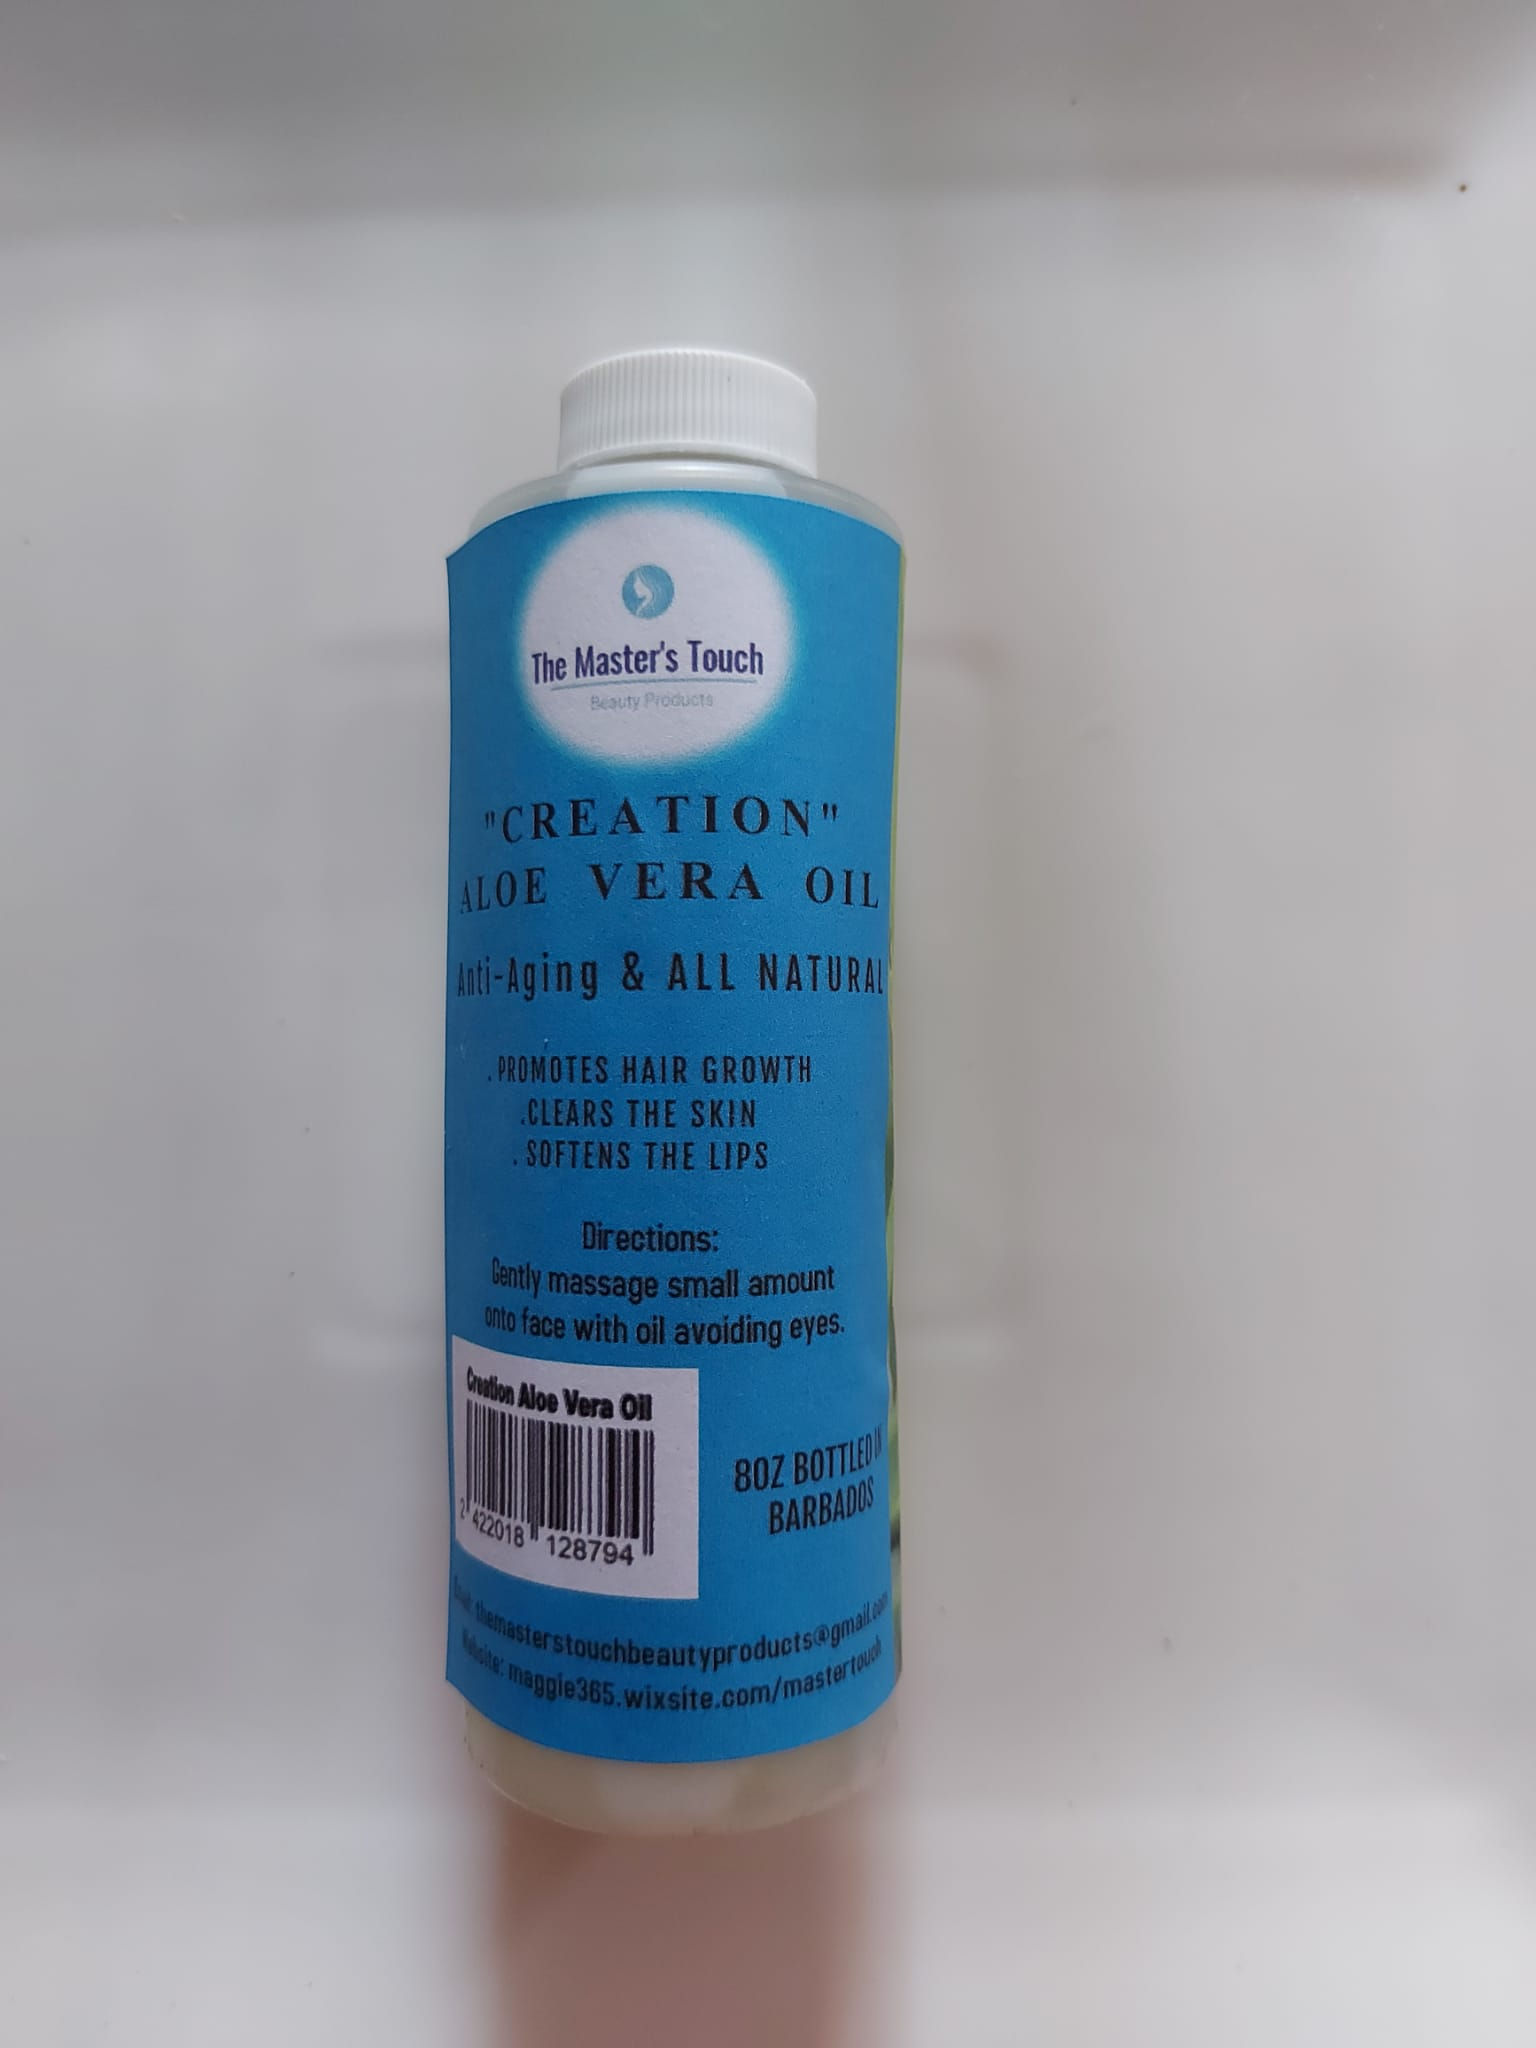 The Master's Touch
Beauty Products
"CREATION"
ALOE VERA OIL
Anti-Aging & ALL NATURAL
. PROMOTES HAIR GROWTH
.CLEARS THE SKIN
. SOFTENS THE LIPS
Directions:
Gently massage small amount
onto face with oil avoiding eyes.
Creation Aloe Vera Oil
2 422018 128794
8OZ BOTTLED IN
BARBADOS
Email: themasterstouchbeautyproducts@gmail.com
Website: maggie365.wixsite.com/mastertouch